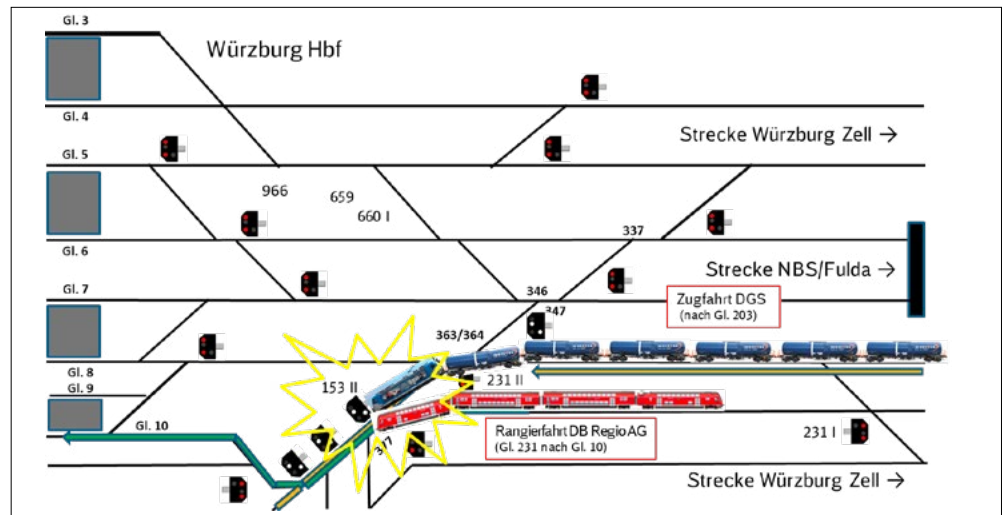 Gl. 3
Würzburg Hbf
Gl. 4
Strecke Würzburg Zell →
Gl. 5
966
659
660 I
337
Gl. 6
Strecke NBS/Fulda →
Gl. 7
346
Zugfahrt DGS
(nach Gl. 203)
347
363/364
Gl. 8
231 II
153 II
Gl. 9
Gl. 10
Rangierfahrt DB Regio AG
(Gl. 231 nach Gl. 10)
231 I
Strecke Würzburg Zell →